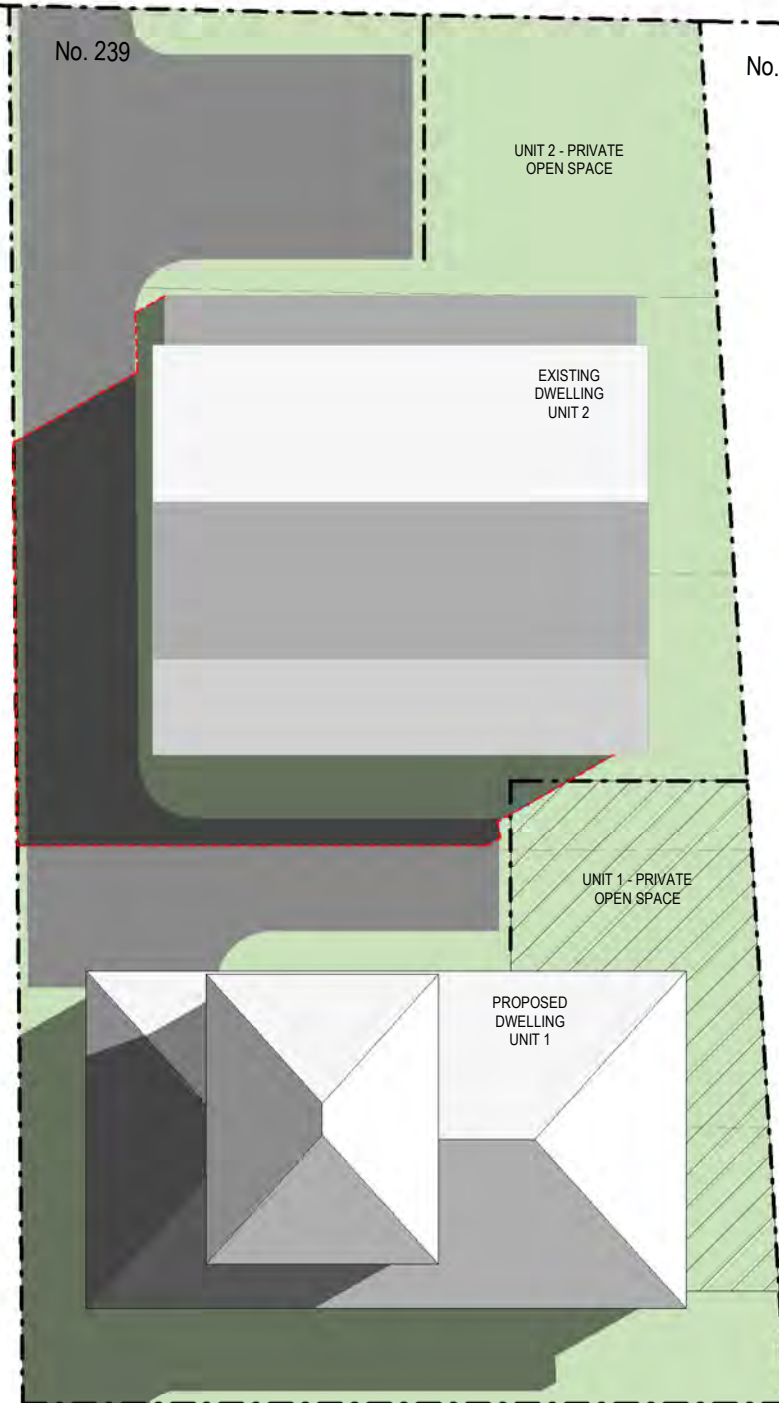 No. 239
No.
UNIT 2 - PRIVATE
OPEN SPACE
EXISTING
DWELLING
UNIT 2
UNIT 1 - PRIVATE
OPEN SPACE
PROPOSED
DWELLING
UNIT 1